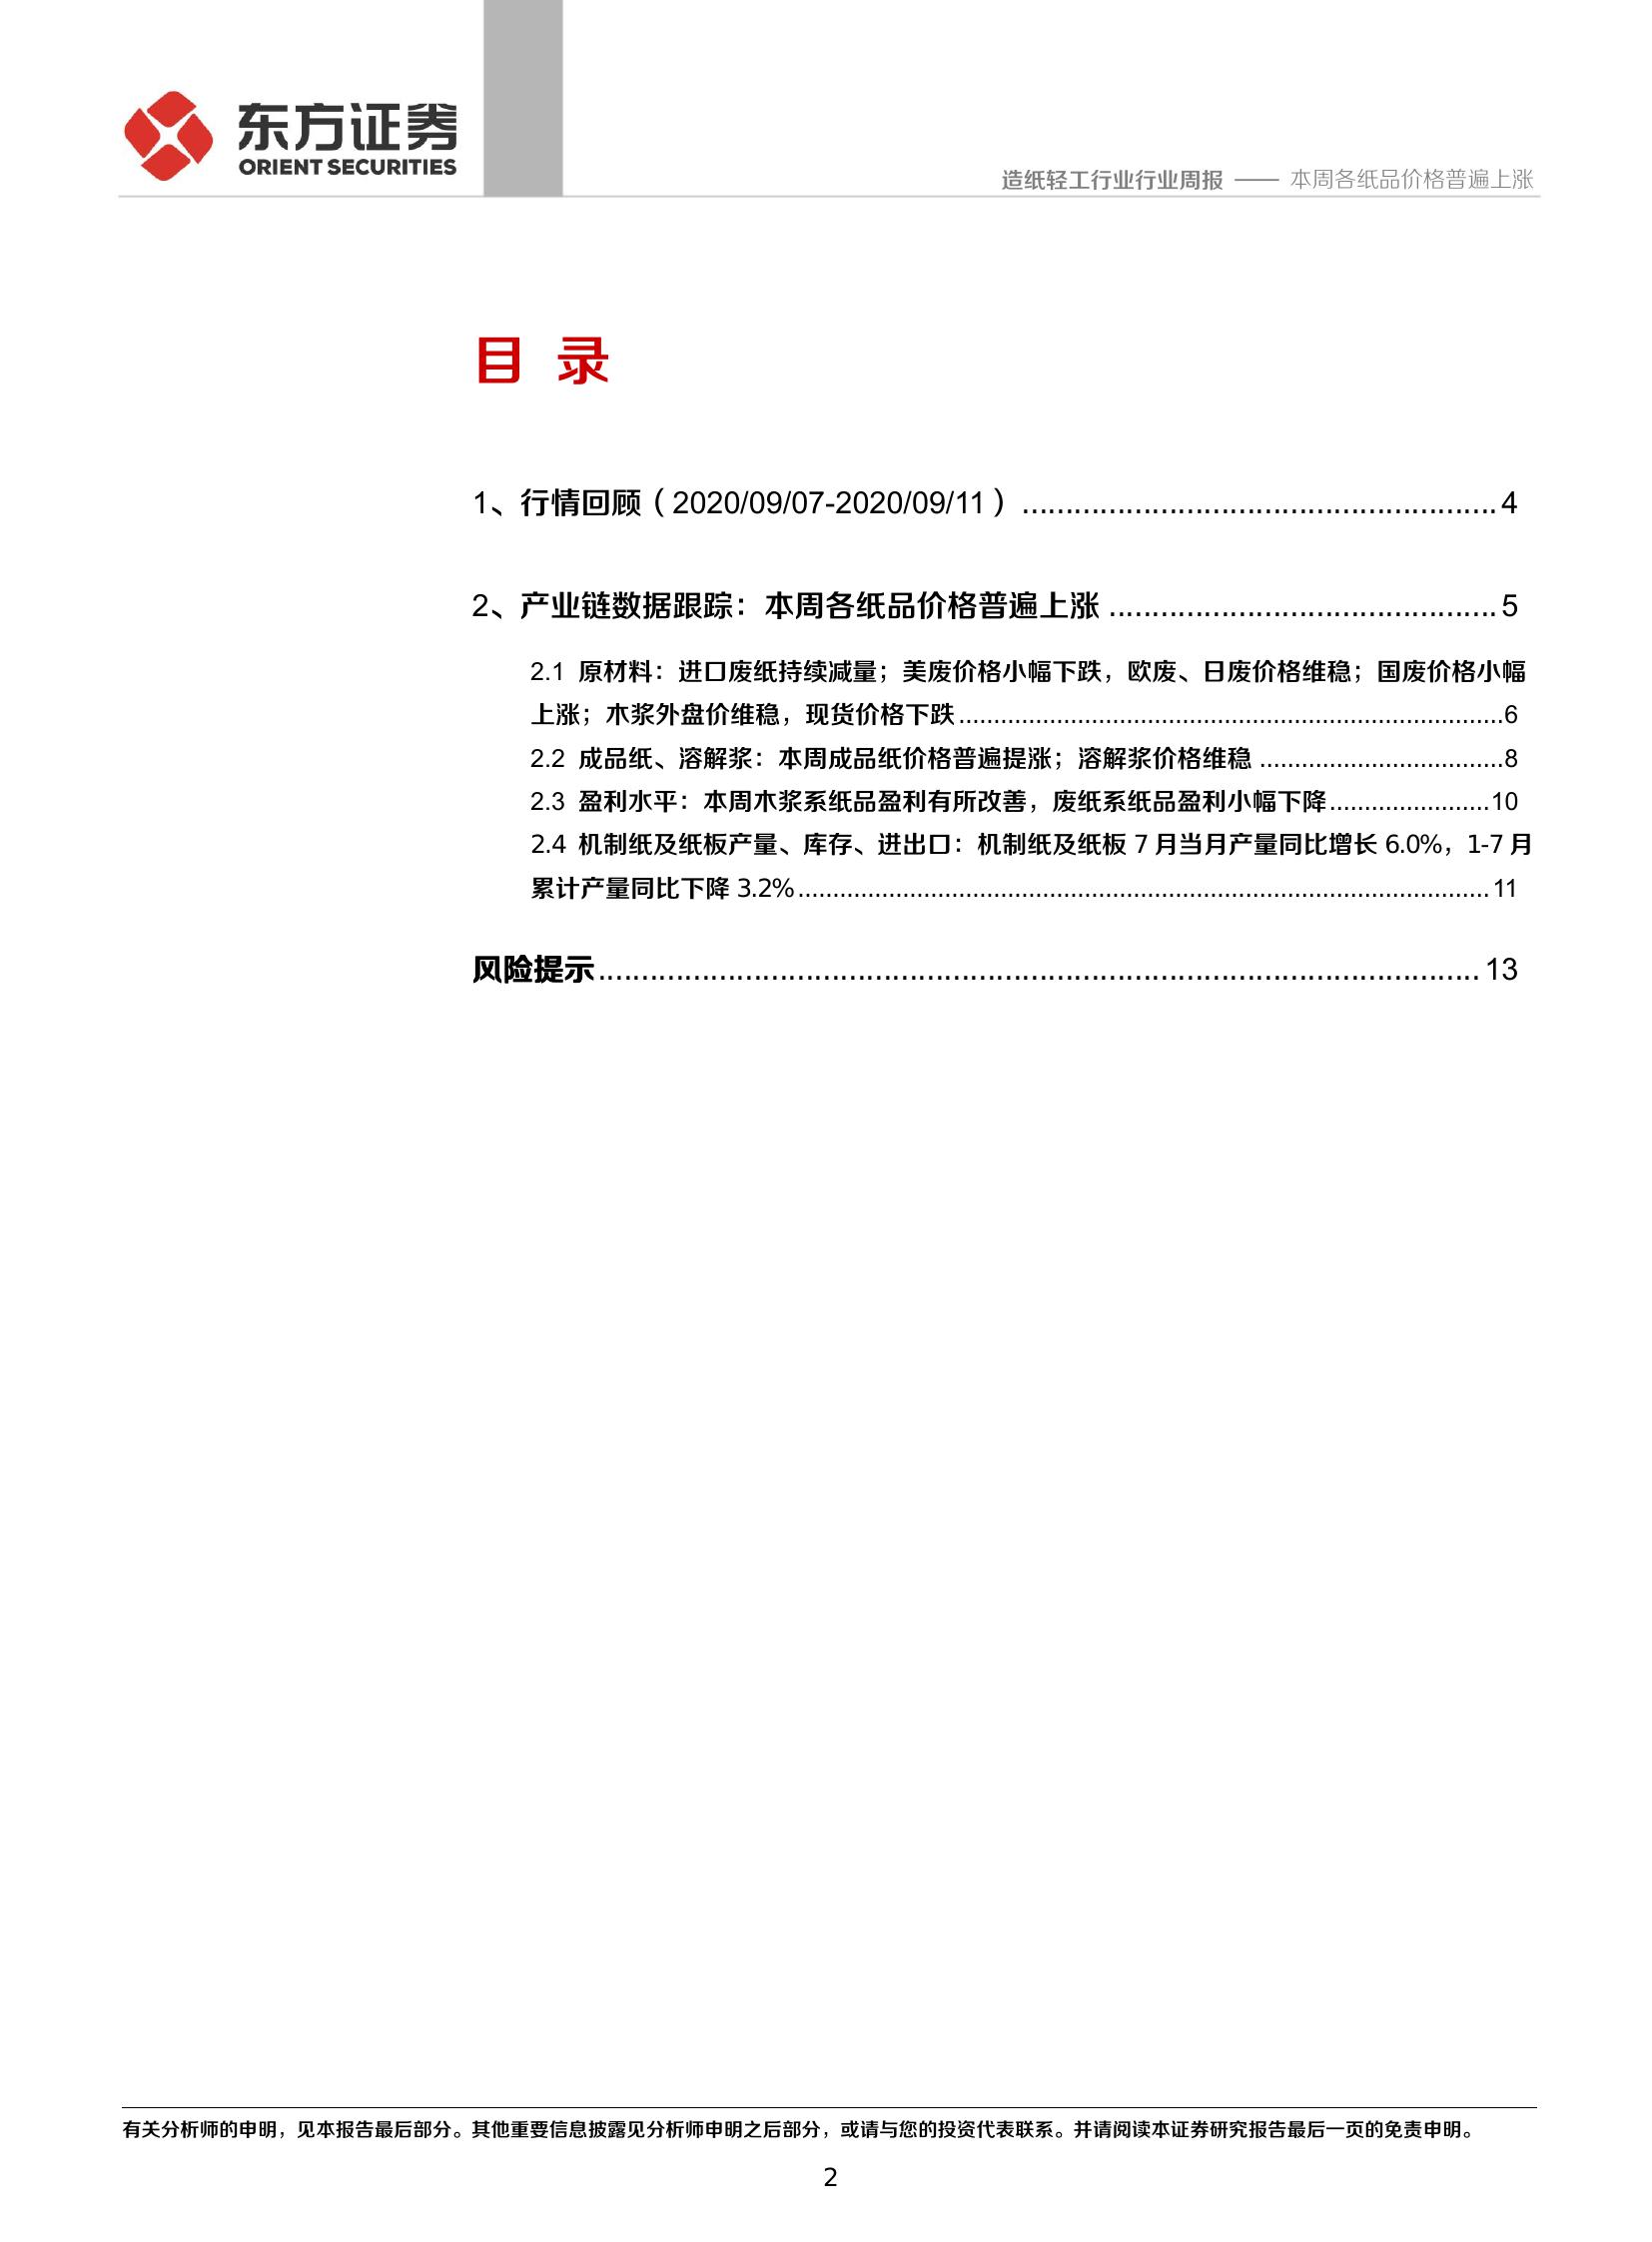 东方证券
ORIENT SECURITIES
造纸轻工行业行业周报 —— 本周各纸品价格普遍上涨
目 录
1、行情回顾（2020/09/07-2020/09/11）......................................................4
2、产业链数据跟踪：本周各纸品价格普遍上涨 ............................................5
2.1 原材料：进口废纸持续减量；美废价格小幅下跌，欧废、日废价格维稳；国废价格小幅
上涨；木浆外盘价维稳，现货价格下跌..............................................................................6
2.2 成品纸、溶解浆：本周成品纸价格普遍提涨；溶解浆价格维稳 ...................................8
2.3 盈利水平：本周木浆系纸品盈利有所改善，废纸系纸品盈利小幅下降.......................10
2.4 机制纸及纸板产量、库存、进出口：机制纸及纸板 7 月当月产量同比增长 6.0%，1-7 月
累计产量同比下降 3.2%...................................................................................................11
风险提示.....................................................................................................13
有关分析师的申明，见本报告最后部分。其他重要信息披露见分析师申明之后部分，或请与您的投资代表联系。并请阅读本证券研究报告最后一页的免责申明。
2